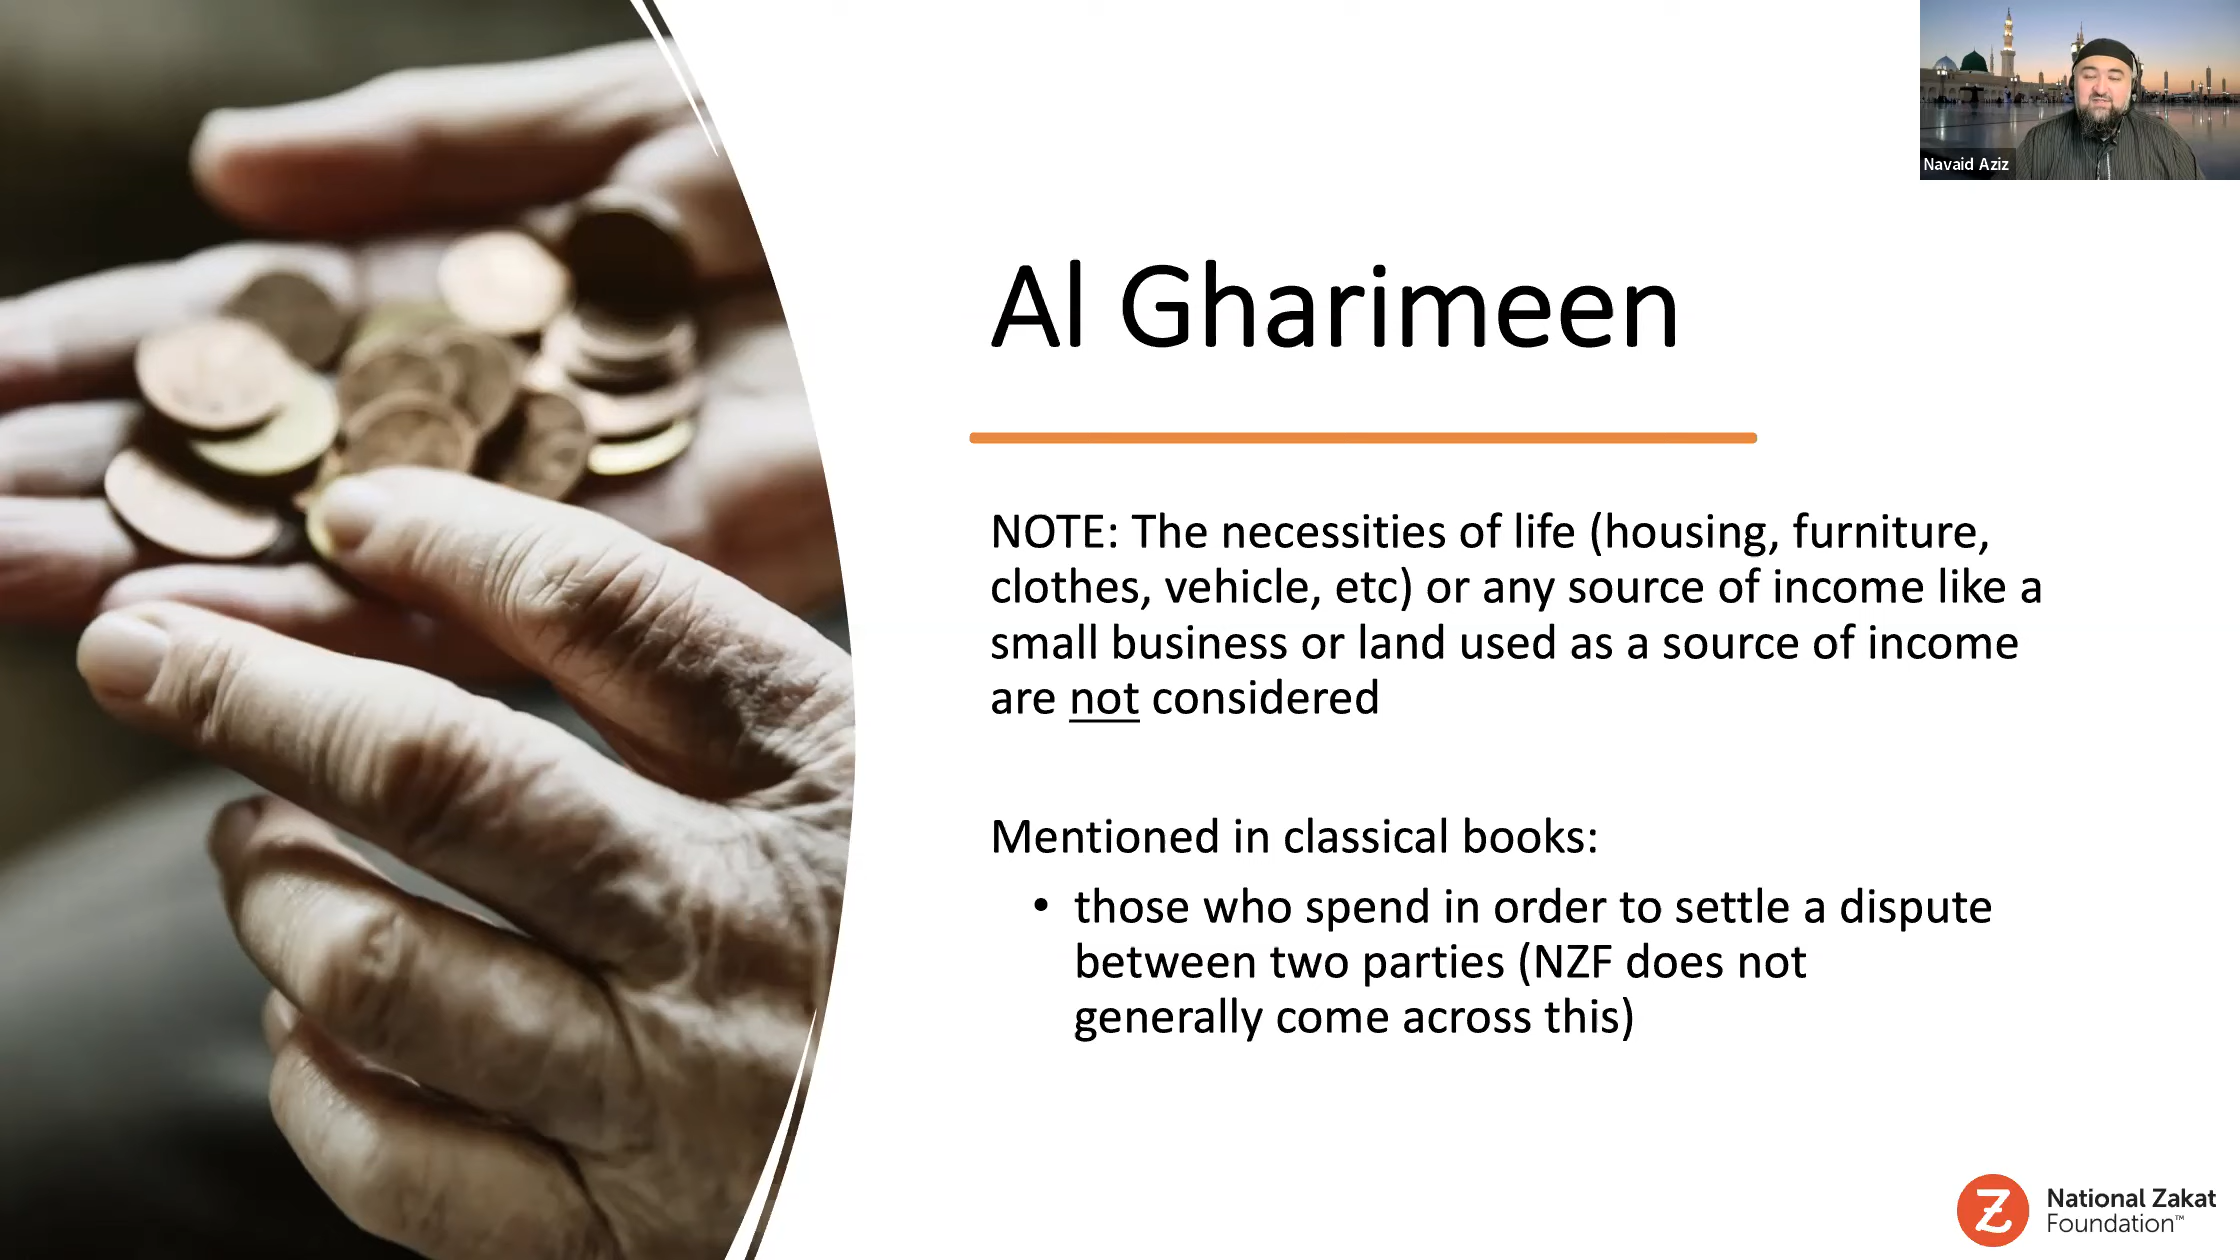 Navaid Aziz
Al Gharimeen
NOTE: The necessities of life (housing, furniture,
clothes, vehicle, etc) or any source of income like a
small business or land used as a source of income
are not considered
Mentioned in classical books:
• those who spend in order to settle a dispute
between two parties (NZF does not
generally come across this)
Z
National Zakat
Foundation™